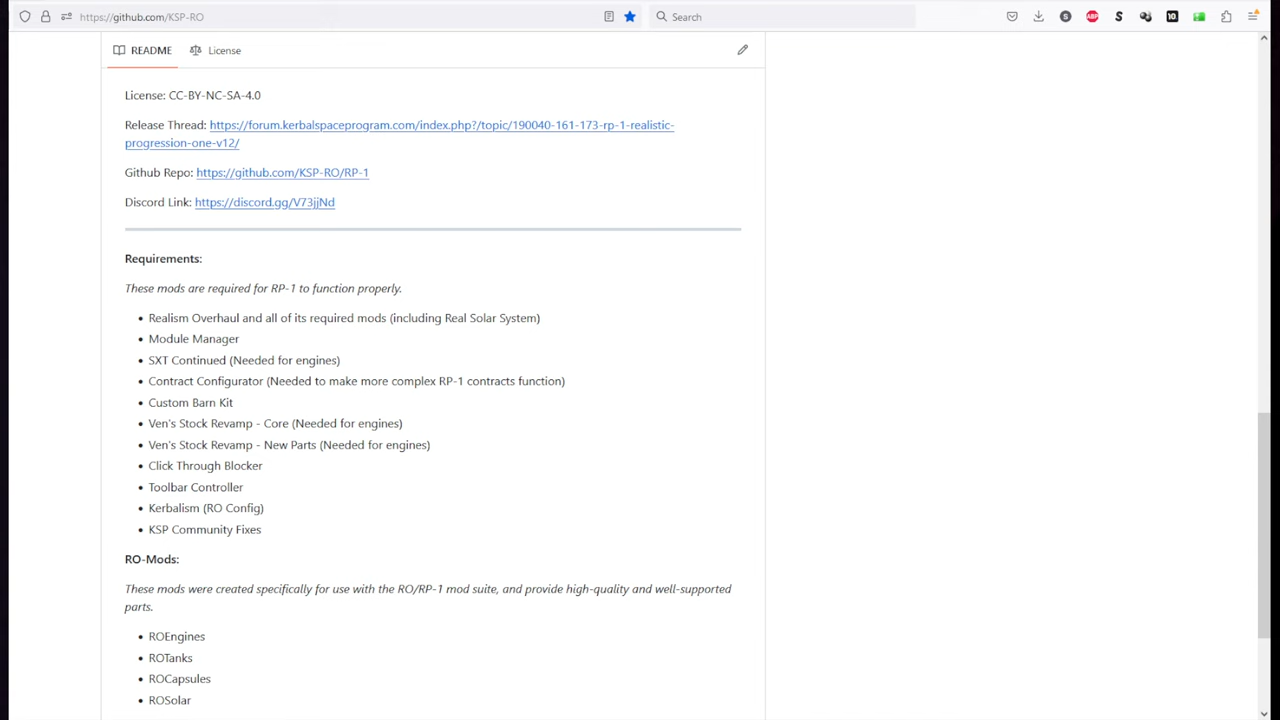 https://github.com/KSP-RO
Search
README
License
License: CC-BY-NC-SA-4.0
Release Thread: https://forum.kerbalspaceprogram.com/index.php?/topic/190040-161-173-rp-1-realistic-
progression-one-v12/
Github Repo: https://github.com/KSP-RO/RP-1
Discord Link: https://discord.gg/V73jjNd
Requirements:
These mods are required for RP-1 to function properly.
• Realism Overhaul and all of its required mods (including Real Solar System)
• Module Manager
• SXT Continued (Needed for engines)
• Contract Configurator (Needed to make more complex RP-1 contracts function)
• Custom Barn Kit
• Ven's Stock Revamp - Core (Needed for engines)
• Ven's Stock Revamp - New Parts (Needed for engines)
• Click Through Blocker
• Toolbar Controller
• Kerbalism (RO Config)
• KSP Community Fixes
RO-Mods:
These mods were created specifically for use with the RO/RP-1 mod suite, and provide high-quality and well-supported
parts.
• ROEngines
• ROTanks
• ROCapsules
• ROSolar